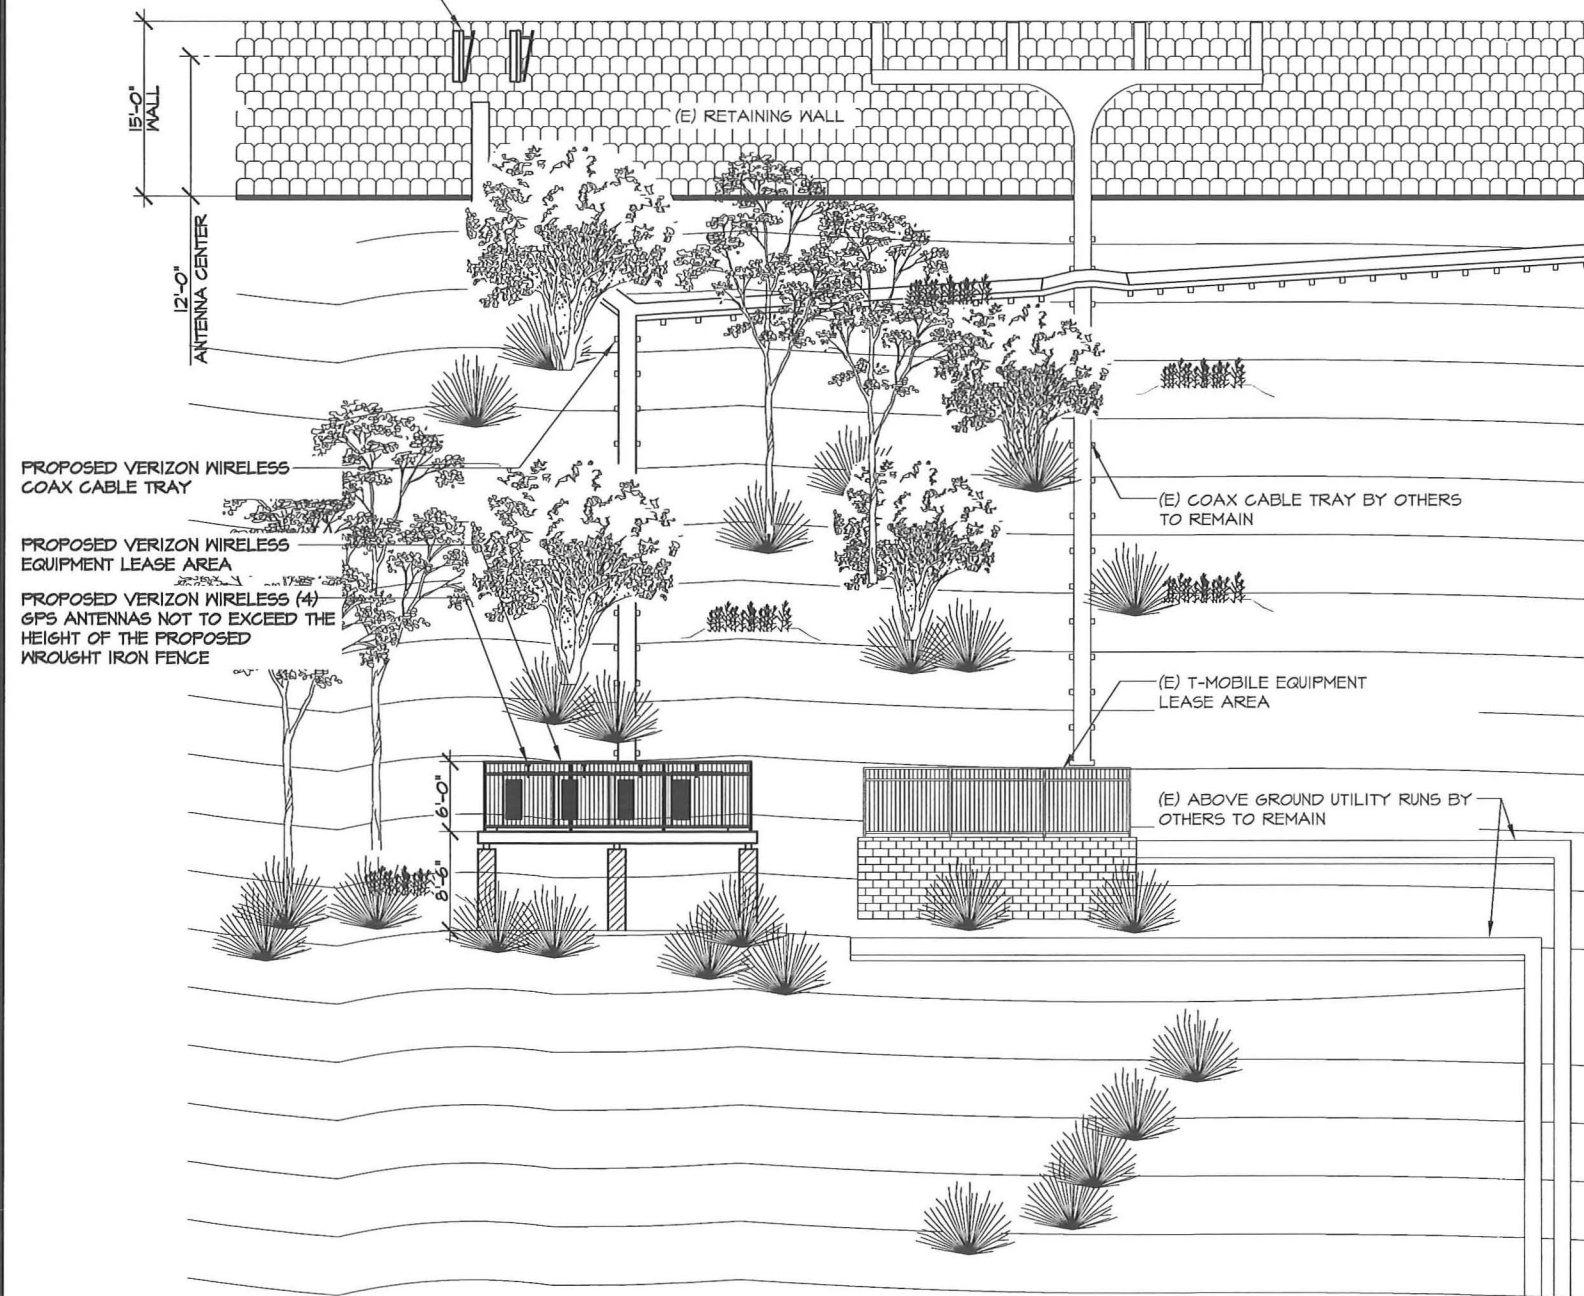 15'-0"
WALL
12'-0"
ANTENNA CENTER
(E) RETAINING WALL
PROPOSED VERIZON WIRELESS
COAX CABLE TRAY
PROPOSED VERIZON WIRELESS
EQUIPMENT LEASE AREA
PROPOSED VERIZON WIRELESS (4)
GPS ANTENNAS NOT TO EXCEED THE
HEIGHT OF THE PROPOSED
WROUGHT IRON FENCE
(E) COAX CABLE TRAY BY OTHERS
TO REMAIN
(E) T-MOBILE EQUIPMENT
LEASE AREA
(E) ABOVE GROUND UTILITY RUNS BY
OTHERS TO REMAIN
6'-0"
8'-6"